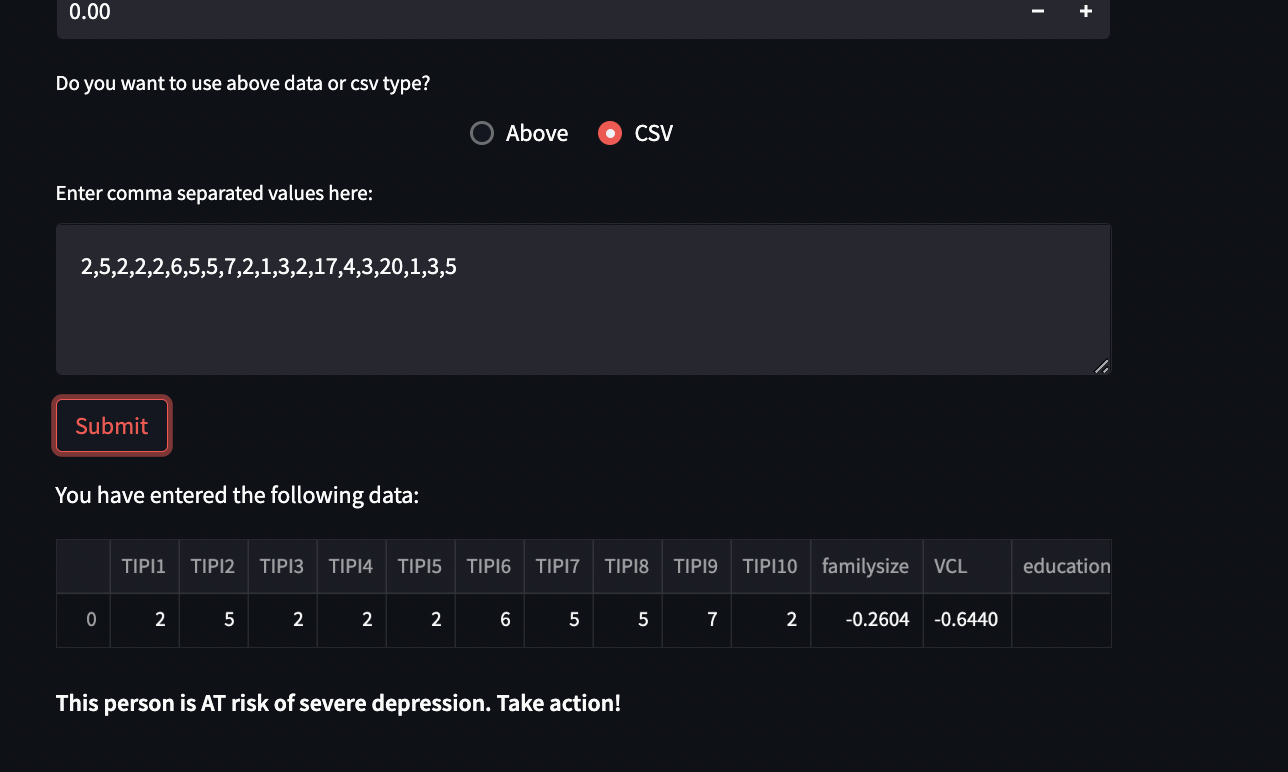 0.00 − +
Do you want to use above data or csv type?
Above CSV
Enter comma separated values here:
2,5,2,2,2,6,5,5,7,2,1,3,2,17,4,3,20,1,3,5
Submit
You have entered the following data:
TIPI1 TIPI2 TIPI3 TIPI4 TIPI5 TIPI6 TIPI7 TIPI8 TIPI9 TIPI10 familysize VCL education
0 2 5 2 2 2 6 5 5 7 2 -0.2604 -0.6440
This person is AT risk of severe depression. Take action!